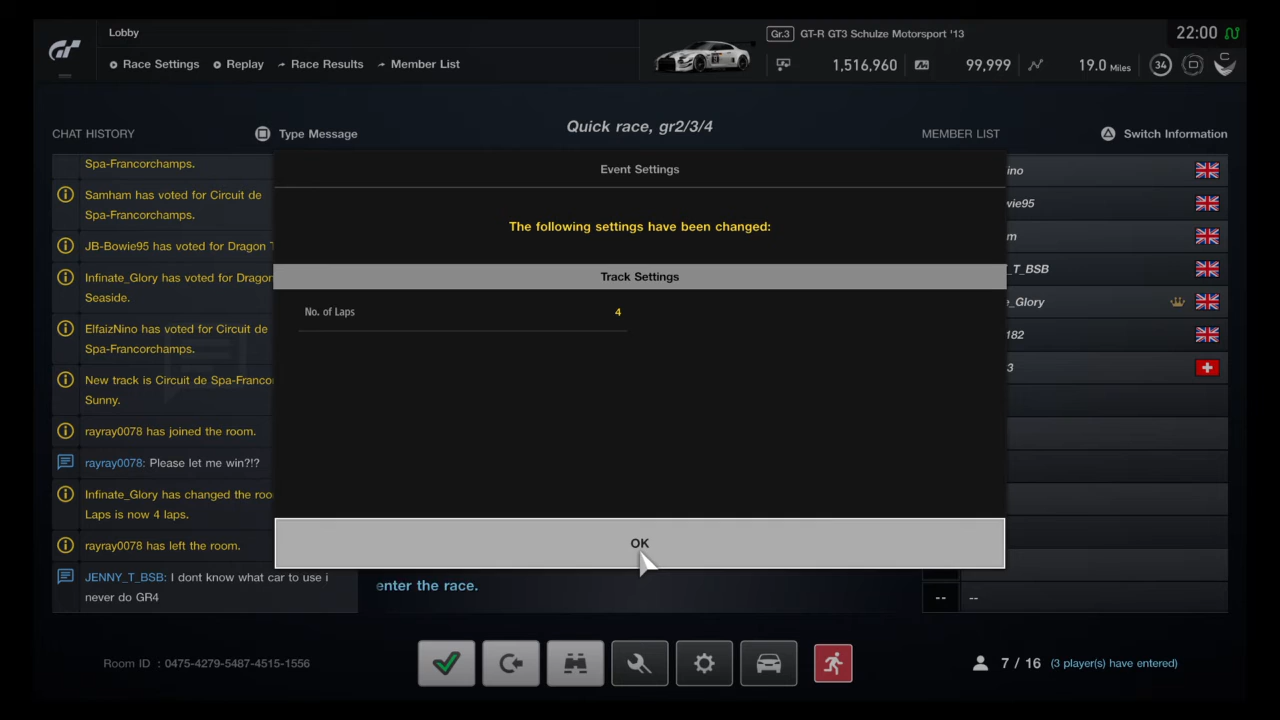 Lobby
Gr.3 GT-R GT3 Schulze Motorsport '13
22:00
Race Settings Replay Race Results Member List
1,516,960 99,999 19.0 Miles 34 C
CHAT HISTORY Type Message
Quick race, gr2/3/4
MEMBER LIST Switch Information
Spa-Francorchamps.
Samham has voted for Circuit de
Spa-Francorchamps.
JB-Bowie95 has voted for Dragon T
Infinate_Glory has voted for Dragon
Seaside.
ElfaizNino has voted for Circuit de
Spa-Francorchamps.
New track is Circuit de Spa-Franco
Sunny.
rayray0078 has joined the room.
rayray0078: Please let me win?!?
Infinate_Glory has changed the roo
Laps is now 4 laps.
rayray0078 has left the room.
JENNY_T_BSB: I dont know what car to use i
never do GR4
Event Settings
The following settings have been changed:
Track Settings
No. of Laps 4
OK
enter the race.
ino
wie95
m
_T_BSB
e_Glory
182
3
-- --
Room ID : 0475-4279-5487-4515-1556
7 / 16 (3 player(s) have entered)